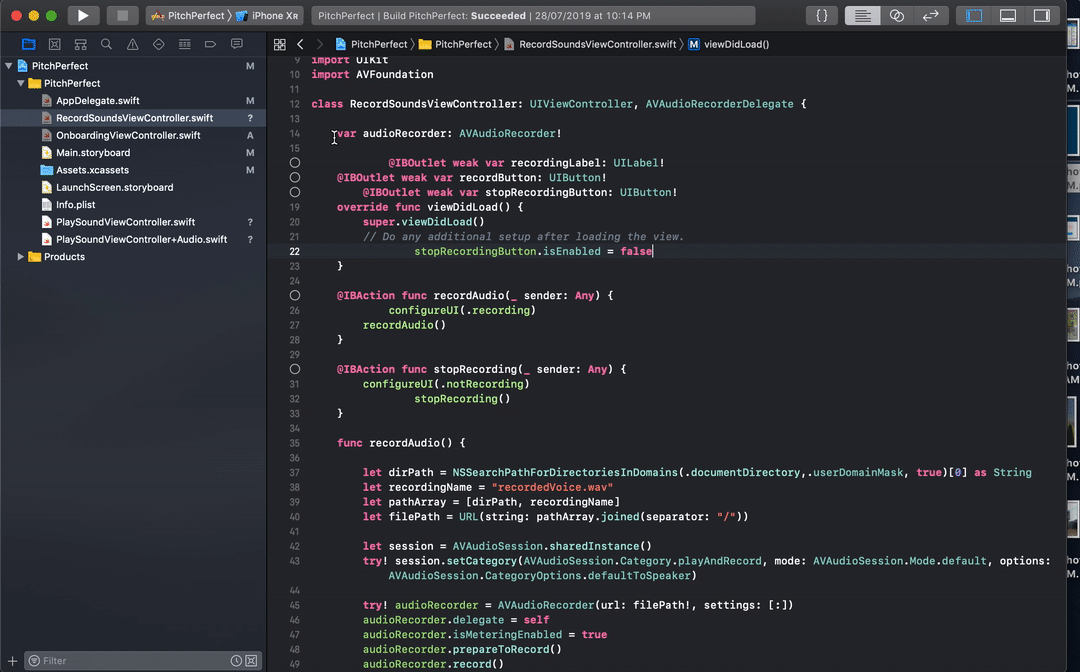 PitchPerfect 〉 iPhone XR
PitchPerfect | Build PitchPerfect: Succeeded | 28/07/2019 at 10:14 PM
{ }
PitchPerfect 〉 PitchPerfect 〉 RecordSoundsViewController.swift 〉 M viewDidLoad()
PitchPerfect M
PitchPerfect
AppDelegate.swift M
RecordSoundsViewController.swift ?
OnboardingViewController.swift A
Main.storyboard M
Assets.xcassets M
LaunchScreen.storyboard
Info.plist
PlaySoundViewController.swift ?
PlaySoundViewController+Audio.swift ?
Products
Filter
9 import UIKit
10 import AVFoundation
11
12 class RecordSoundsViewController: UIViewController, AVAudioRecorderDelegate {
13
14 var audioRecorder: AVAudioRecorder!
15
@IBOutlet weak var recordingLabel: UILabel!
@IBOutlet weak var recordButton: UIButton!
@IBOutlet weak var stopRecordingButton: UIButton!
19 override func viewDidLoad() {
20 super.viewDidLoad()
21 // Do any additional setup after loading the view.
22 stopRecordingButton.isEnabled = false
23 }
24
@IBAction func recordAudio(_ sender: Any) {
26 configureUI(.recording)
27 recordAudio()
28 }
29
@IBAction func stopRecording(_ sender: Any) {
31 configureUI(.notRecording)
32 stopRecording()
33 }
34
35 func recordAudio() {
36
37 let dirPath = NSSearchPathForDirectoriesInDomains(.documentDirectory,.userDomainMask, true)[0] as String
38 let recordingName = "recordedVoice.wav"
39 let pathArray = [dirPath, recordingName]
40 let filePath = URL(string: pathArray.joined(separator: "/"))
41
42 let session = AVAudioSession.sharedInstance()
43 try! session.setCategory(AVAudioSession.Category.playAndRecord, mode: AVAudioSession.Mode.default, options:
AVAudioSession.CategoryOptions.defaultToSpeaker)
44
45 try! audioRecorder = AVAudioRecorder(url: filePath!, settings: [:])
46 audioRecorder.delegate = self
47 audioRecorder.isMeteringEnabled = true
48 audioRecorder.prepareToRecord()
49 audioRecorder.record()